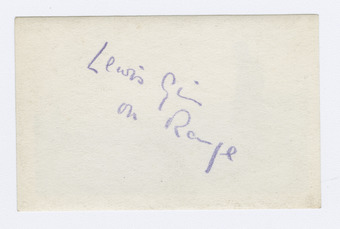 Lewis Gun
on Range